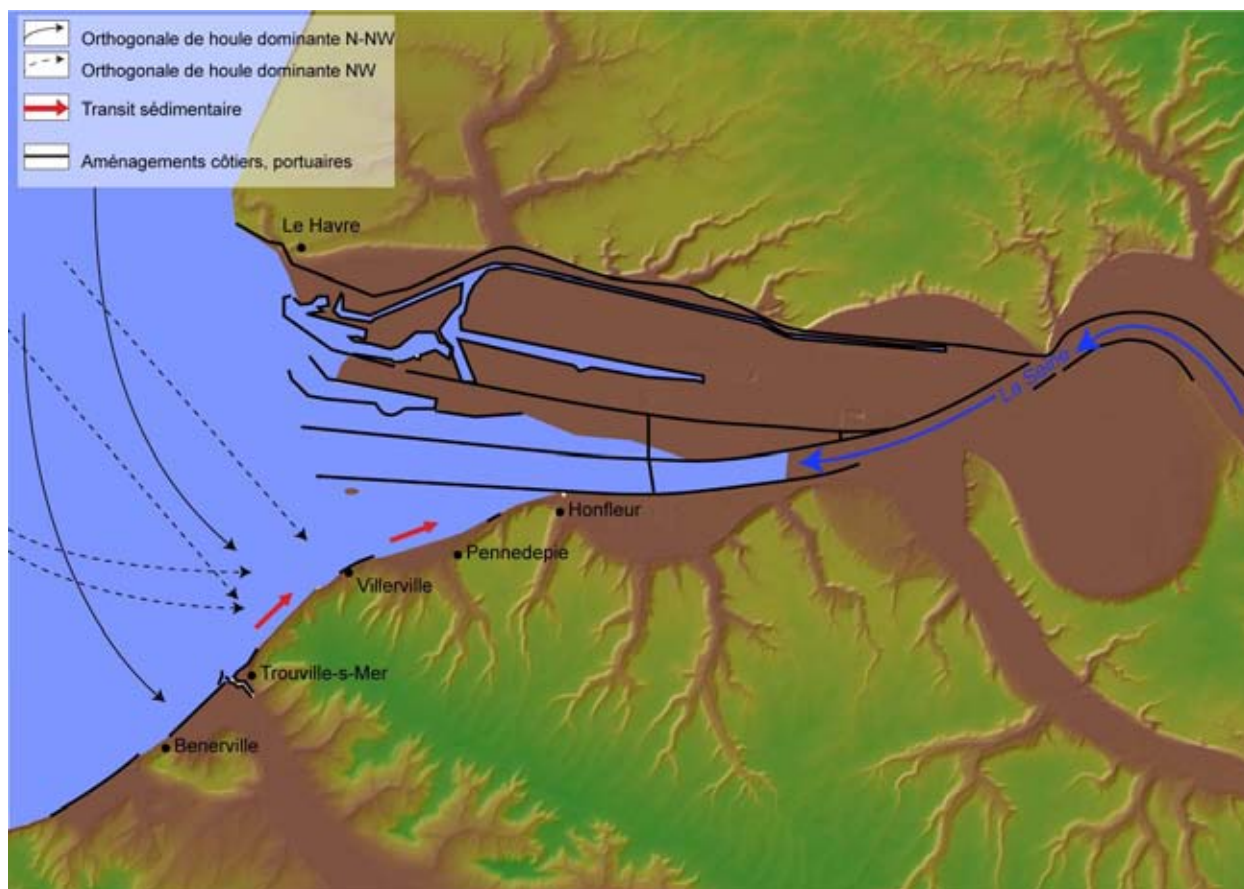 Orthogonale de houle dominante N-NW
Orthogonale de houle dominante NW
Transit sédimentaire
Aménagements côtiers, portuaires
Le Havre
La Seine
Honfleur
Pennedepie
Villerville
Trouville-s-Mer
Benerville